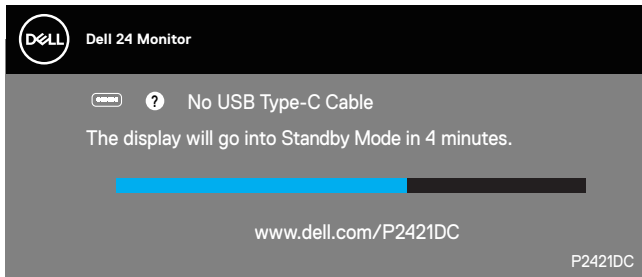 DELL
Dell 24 Monitor
? No USB Type-C Cable
The display will go into Standby Mode in 4 minutes.
www.dell.com/P2421DC
P2421DC